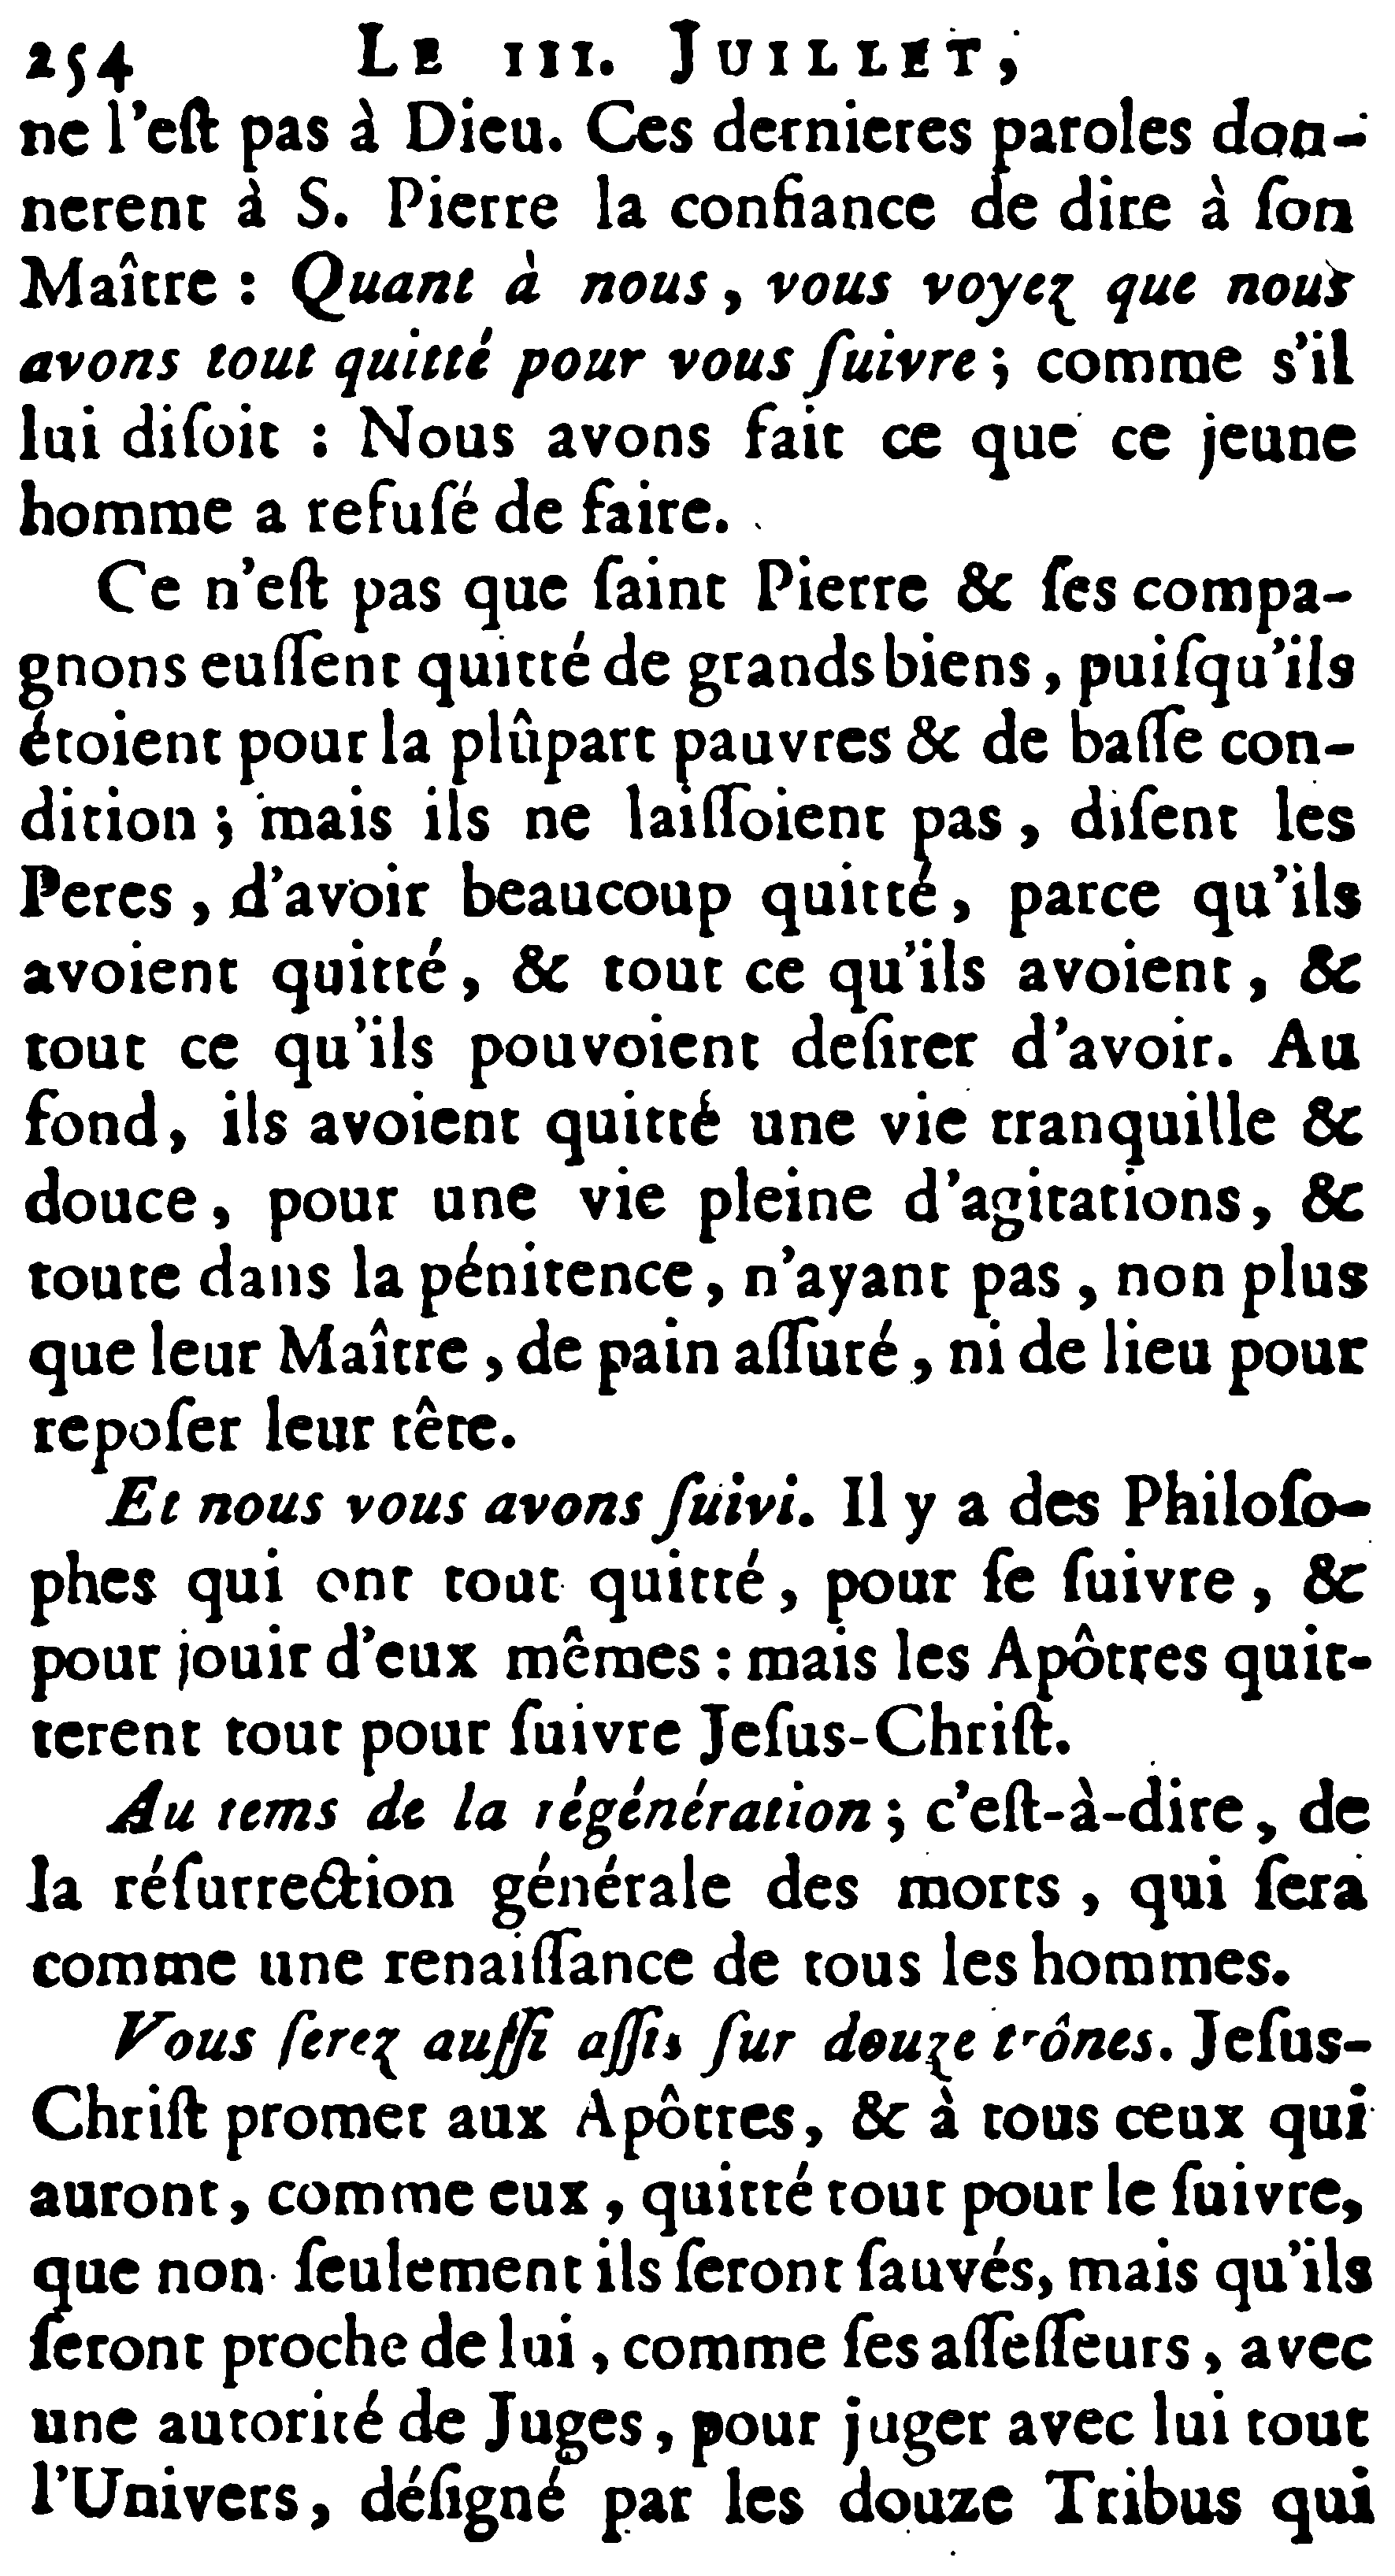 254 LE III. JUILLET,
ne l'eſt pas à Dieu. Ces dernieres paroles don-
nerent à S. Pierre la confiance de dire à ſon
Maître : Quant à nous, vous voyez que nous
avons tout quitté pour vous ſuivre ; comme s'il
lui diſoit : Nous avons fait ce que ce jeune
homme a refuſé de faire.
Ce n'eſt pas que ſaint Pierre & ſes compa-
gnons euſſent quitté de grands biens, puiſqu'ils
étoient pour la plûpart pauvres & de baſſe con-
dition ; mais ils ne laiſſoient pas, diſent les
Peres, d'avoir beaucoup quitté, parce qu'ils
avoient quitté, & tout ce qu'ils avoient, &
tout ce qu'ils pouvoient deſirer d'avoir. Au
fond, ils avoient quitté une vie tranquille &
douce, pour une vie pleine d'agitations, &
toute dans la pénitence, n'ayant pas, non plus
que leur Maître, de pain aſſuré, ni de lieu pour
repoſer leur tête.
Et nous vous avons ſuivi. Il y a des Philoſo-
phes qui ont tout quitté, pour ſe ſuivre, &
pour jouir d'eux mêmes : mais les Apôtres quit-
terent tout pour ſuivre Jeſus-Chriſt.
Au tems de la régénération ; c'eſt-à-dire, de
la réſurrection générale des morts, qui ſera
comme une renaiſſance de tous les hommes.
Vous ſerez auſſi aſſis ſur douze trônes. Jeſus-
Chriſt promet aux Apôtres, & à tous ceux qui
auront, comme eux, quitté tout pour le ſuivre,
que non ſeulement ils ſeront ſauvés, mais qu'ils
ſeront proche de lui, comme ſes aſſeſſeurs, avec
une autorité de Juges, pour juger avec lui tout
l'Univers, déſigné par les douze Tribus qui